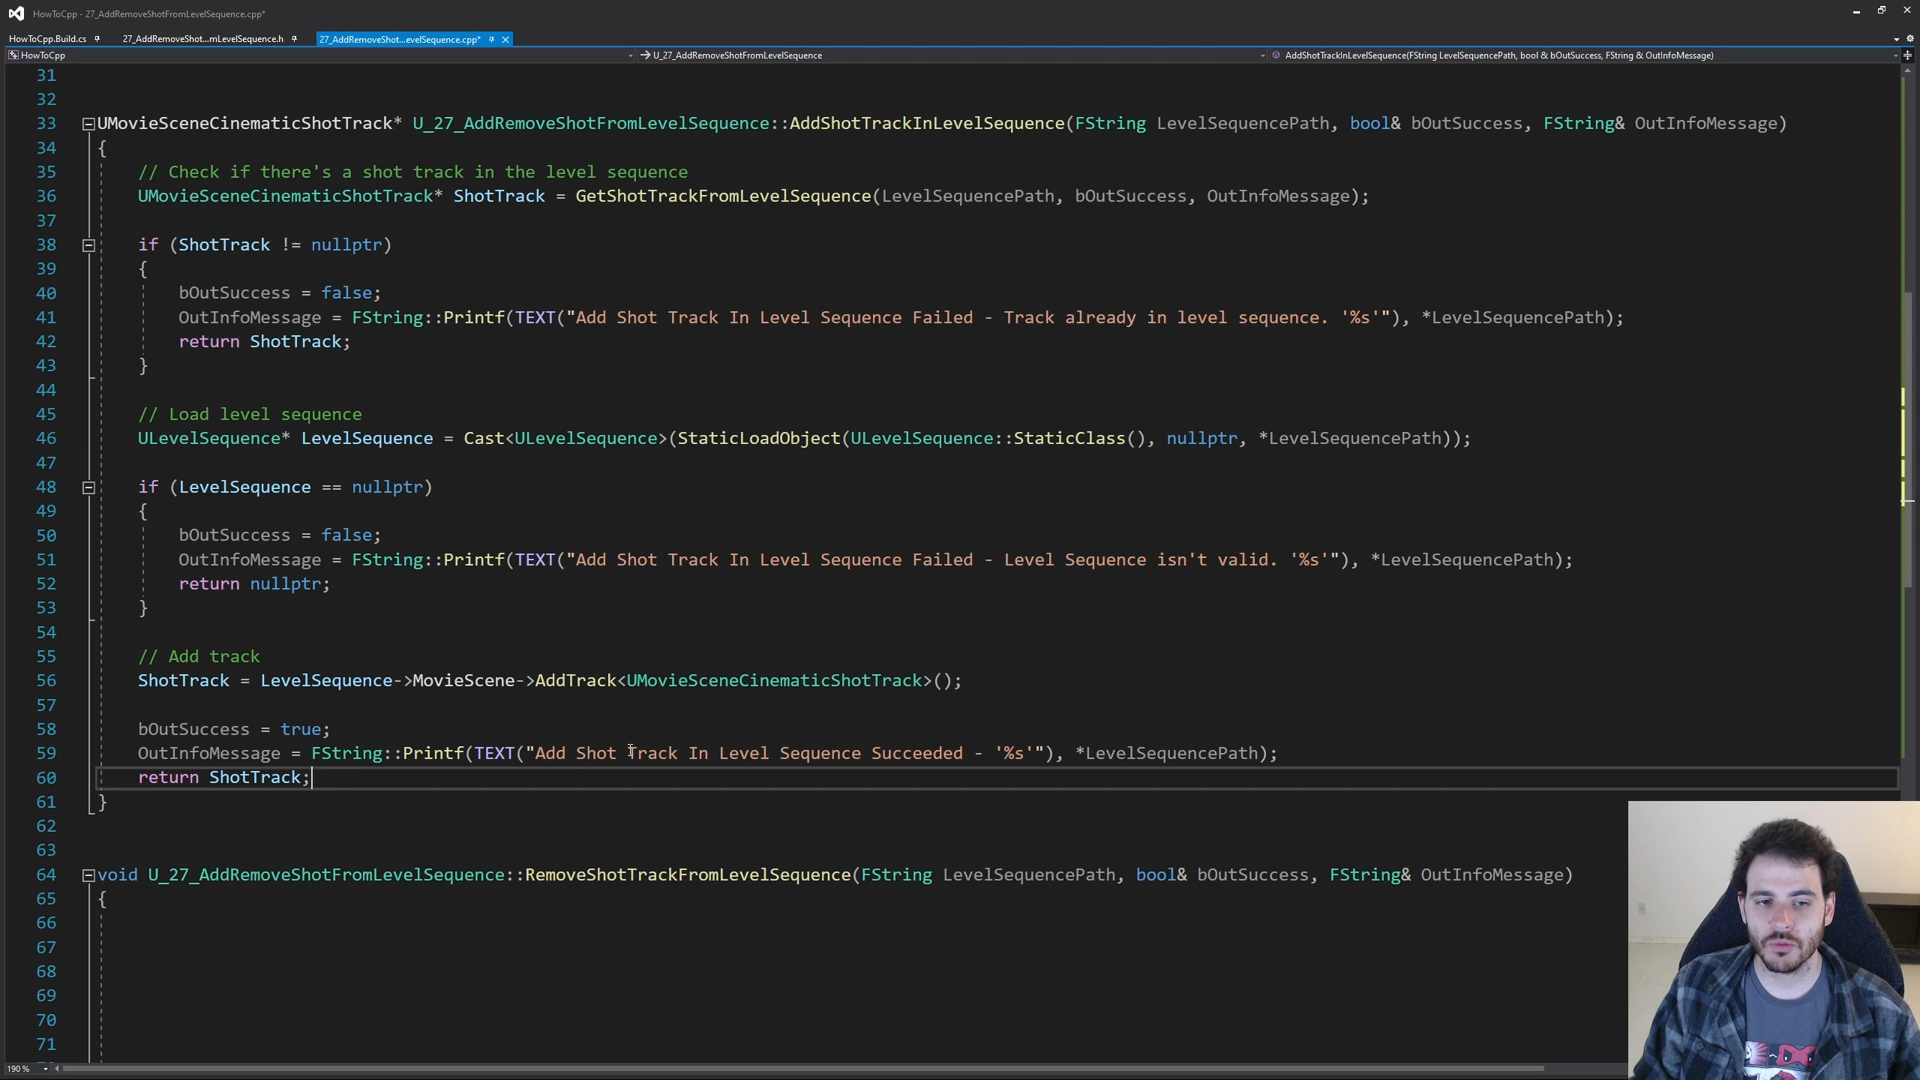 HowToCpp - 27_AddRemoveShotFromLevelSequence.cpp*
HowToCpp.Build.cs
27_AddRemoveShot...mLevelSequence.h
27_AddRemoveShot...evelSequence.cpp*
HowToCpp
U_27_AddRemoveShotFromLevelSequence
AddShotTrackInLevelSequence(FString LevelSequencePath, bool & bOutSuccess, FString & OutInfoMessage)
31
32
33 UMovieSceneCinematicShotTrack* U_27_AddRemoveShotFromLevelSequence::AddShotTrackInLevelSequence(FString LevelSequencePath, bool& bOutSuccess, FString& OutInfoMessage)
34 {
35 // Check if there's a shot track in the level sequence
36 UMovieSceneCinematicShotTrack* ShotTrack = GetShotTrackFromLevelSequence(LevelSequencePath, bOutSuccess, OutInfoMessage);
37
38 if (ShotTrack != nullptr)
39 {
40 bOutSuccess = false;
41 OutInfoMessage = FString::Printf(TEXT("Add Shot Track In Level Sequence Failed - Track already in level sequence. '%s'"), *LevelSequencePath);
42 return ShotTrack;
43 }
44
45 // Load level sequence
46 ULevelSequence* LevelSequence = Cast<ULevelSequence>(StaticLoadObject(ULevelSequence::StaticClass(), nullptr, *LevelSequencePath));
47
48 if (LevelSequence == nullptr)
49 {
50 bOutSuccess = false;
51 OutInfoMessage = FString::Printf(TEXT("Add Shot Track In Level Sequence Failed - Level Sequence isn't valid. '%s'"), *LevelSequencePath);
52 return nullptr;
53 }
54
55 // Add track
56 ShotTrack = LevelSequence->MovieScene->AddTrack<UMovieSceneCinematicShotTrack>();
57
58 bOutSuccess = true;
59 OutInfoMessage = FString::Printf(TEXT("Add Shot Track In Level Sequence Succeeded - '%s'"), *LevelSequencePath);
60 return ShotTrack;
61 }
62
63
64 void U_27_AddRemoveShotFromLevelSequence::RemoveShotTrackFromLevelSequence(FString LevelSequencePath, bool& bOutSuccess, FString& OutInfoMessage)
65 {
66
67
68
69
70
71
190 %